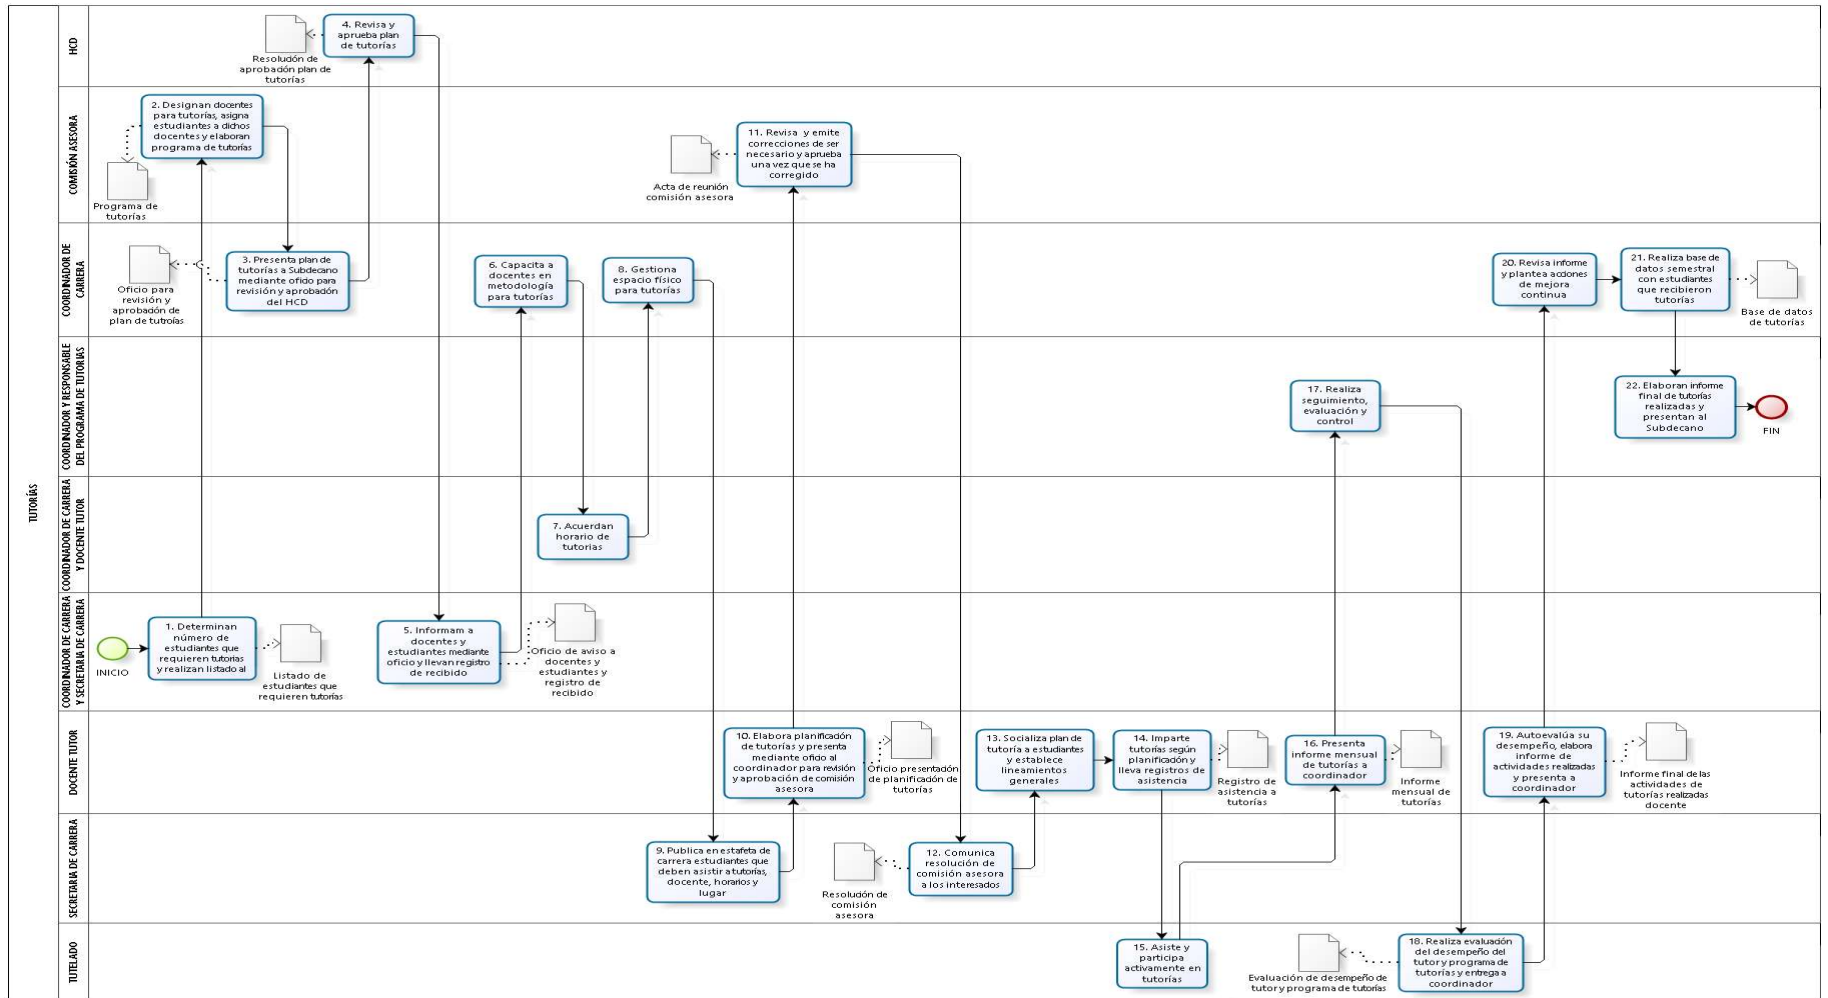 TUTORÍAS
HCD
4. Revisa y
aprueba plan
de tutorías
Resolución de
aprobación plan de
tutorías
COMISIÓN ASESORA
2. Designan docentes
para tutorías, asigna
estudiantes a dichos
docentes y elaboran
programa de tutorías
Programa de
tutorías
11. Revisa y emite
correcciones de ser
necesario y aprueba
una vez que se ha
corregido
Acta de reunión
comisión asesora
COORDINADOR DE
CARRERA
Oficio para
revisión y
aprobación de
plan de tutroías
3. Presenta plan de
tutorías a Subdecano
mediante oficio para
revisión y aprobación
del HCD
6. Capacita a
docentes en
metodología
para tutorías
8. Gestiona
espacio físico
para tutorías
20. Revisa informe
y plantea acciones
de mejora
continua
21. Realiza base de
datos semestral
con estudiantes
que recibieron
tutorías
Base de datos
de tutorías
COORDINADOR Y RESPONSABLE
DEL PROGRAMA DE TUTORIAS
17. Realiza
seguimiento,
evaluación y
control
22. Elaboran informe
final de tutorías
realizadas y
presentan al
Subdecano
FIN
COORDINADOR DE CARRERA
Y DOCENTE TUTOR
7. Acuerdan
horario de
tutorias
COORDINADOR DE CARRERA
Y SECRETARIA DE CARRERA
INICIO
1. Determinan
número de
estudiantes que
requieren tutorias
y realizan listado al
Listado de
estudiantes que
requieren tutorías
5. Informam a
docentes y
estudiantes mediante
oficio y llevan registro
de recibido
Oficio de aviso a
docentes y
estudiantes y
registro de
recibido
DOCENTE TUTOR
10. Elabora planificación
de tutorías y presenta
mediante oficio al
coordinador para revisión
y aprobación de comisión
asesora
Oficio presentación
de planificación de
tutorías
13. Socializa plan de
tutoría a estudiantes
y establece
lineamientos
generales
14. Imparte
tutorías según
planificación y
lleva registros de
asistencia
Registro de
asistencia a
tutorías
16. Presenta
informe mensual
de tutorías a
coordinador
Informe
mensual de
tutorías
19. Autoevalúa su
desempeño, elabora
informe de
actividades realizadas
y presenta a
coordinador
Informe final de las
actividades de
tutorías realizadas
docente
SECRETARIA DE CARRERA
9. Publica en estafeta de
carrera estudiantes que
deben asistir a tutorías,
docente, horarios y
lugar
Resolución de
comisión
asesora
12. Comunica
resolución de
comisión asesora
a los interesados
TUTELADO
15. Asiste y
participa
activamente en
tutorías
Evaluación de desempeño de
tutor y programa de tutorías
18. Realiza evaluación
del desempeño del
tutor y programa de
tutorías y entrega a
coordinador